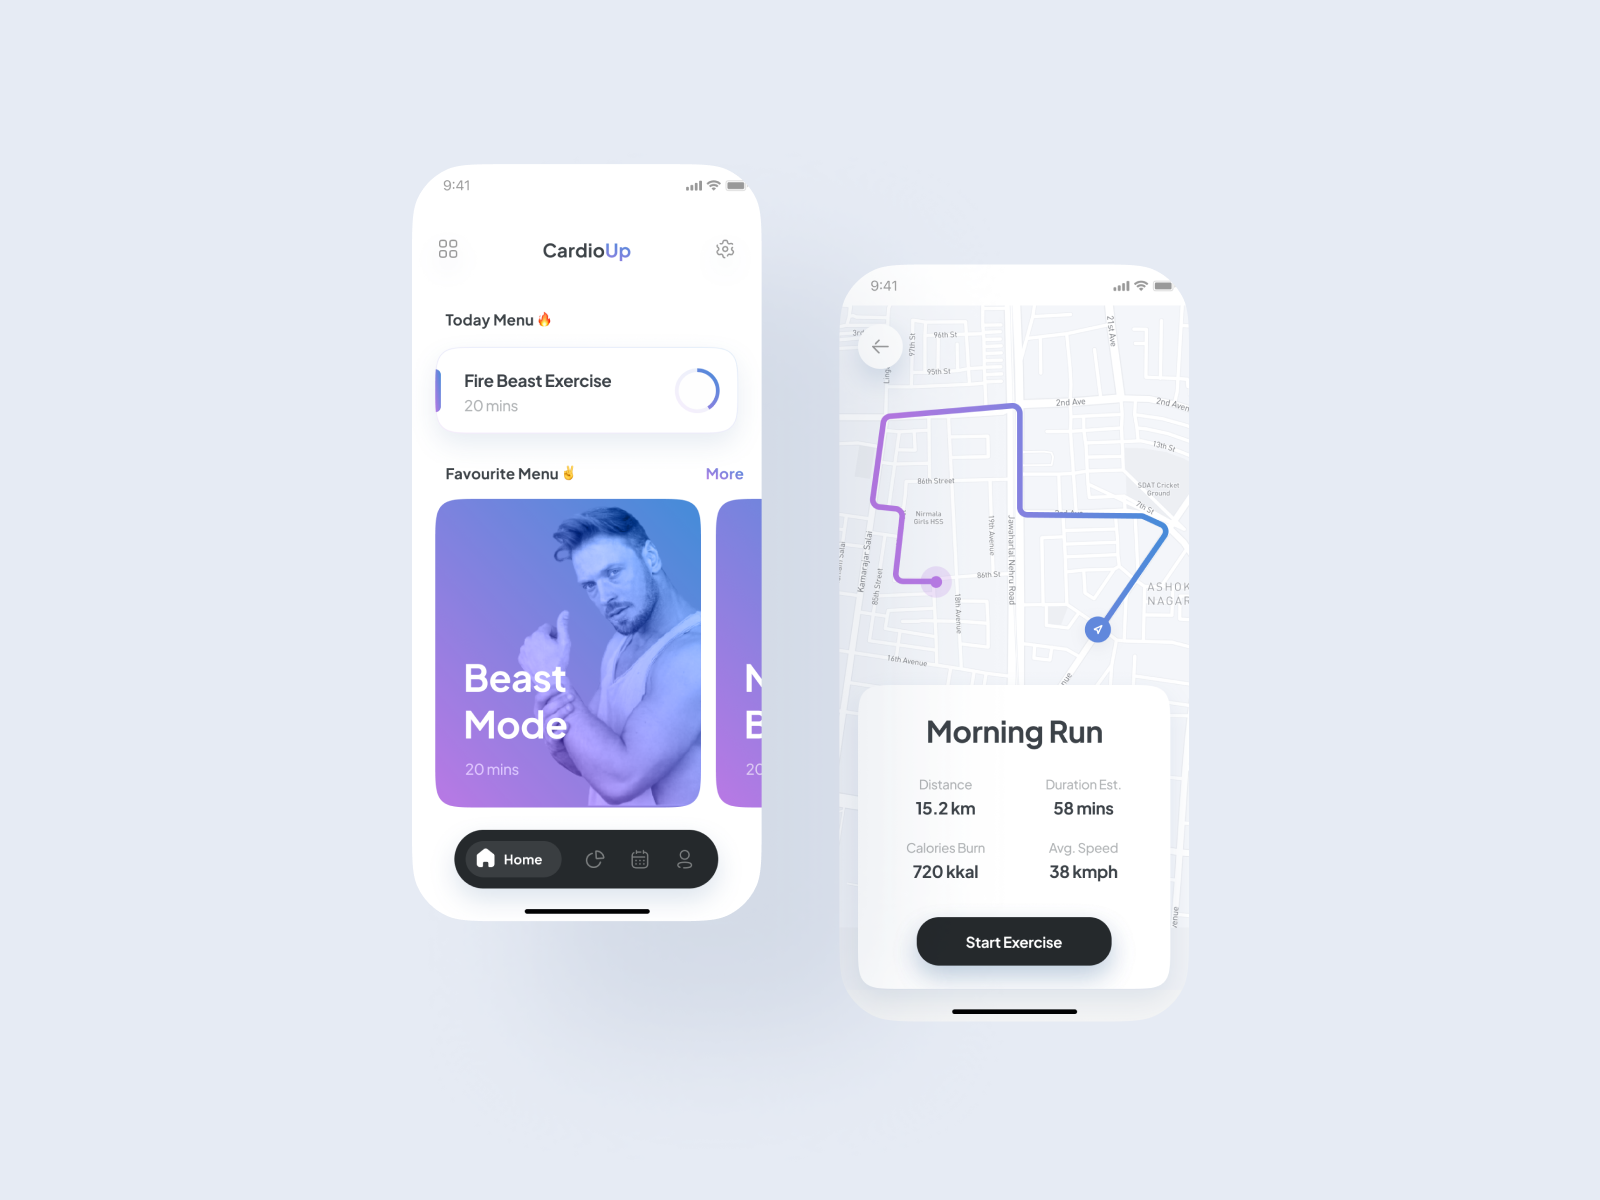 9:41
CardioUp
Today Menu 🔥
Fire Beast Exercise
20 mins
Favourite Menu ✌️
More
Beast
Mode
20 mins
Home
9:41
3rd
97th St
96th St
95th St
21st Ave
2nd Ave
2nd Aven
13th St
86th Street
SDAT Cricket
Ground
7th St
Nirmala
Girls HSS
19th Avenue
Jawaharlal Nehru Road
Kamarajar Salai
85th Street
86th St
18th Avenue
ASHOK
NAGAR
16th Avenue
Morning Run
Distance
15.2 km
Duration Est.
58 mins
Calories Burn
720 kkal
Avg. Speed
38 kmph
Start Exercise